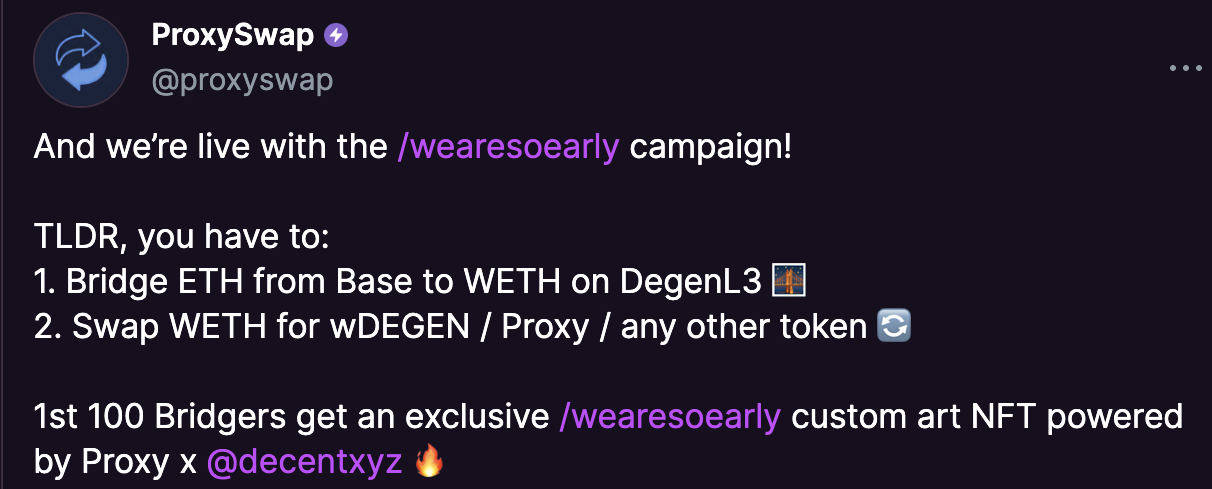 ProxySwap
@proxyswap
And we’re live with the /wearesoearly campaign!
TLDR, you have to:
1. Bridge ETH from Base to WETH on DegenL3 🌉
2. Swap WETH for wDEGEN / Proxy / any other token 🔄
1st 100 Bridgers get an exclusive /wearesoearly custom art NFT powered
by Proxy x @decentxyz 🔥